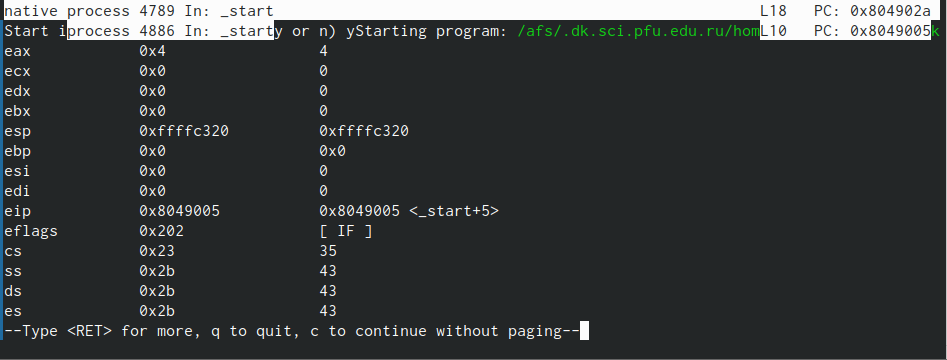 native process 4789 In: _start L18 PC: 0x804902a
Start iprocess 4886 In: _starty or n) yStarting program: /afs/.dk.sci.pfu.edu.ru/homL10 PC: 0x8049005k
eax 0x4 4
ecx 0x0 0
edx 0x0 0
ebx 0x0 0
esp 0xffffc320 0xffffc320
ebp 0x0 0x0
esi 0x0 0
edi 0x0 0
eip 0x8049005 0x8049005 <_start+5>
eflags 0x202 [ IF ]
cs 0x23 35
ss 0x2b 43
ds 0x2b 43
es 0x2b 43
--Type <RET> for more, q to quit, c to continue without paging--